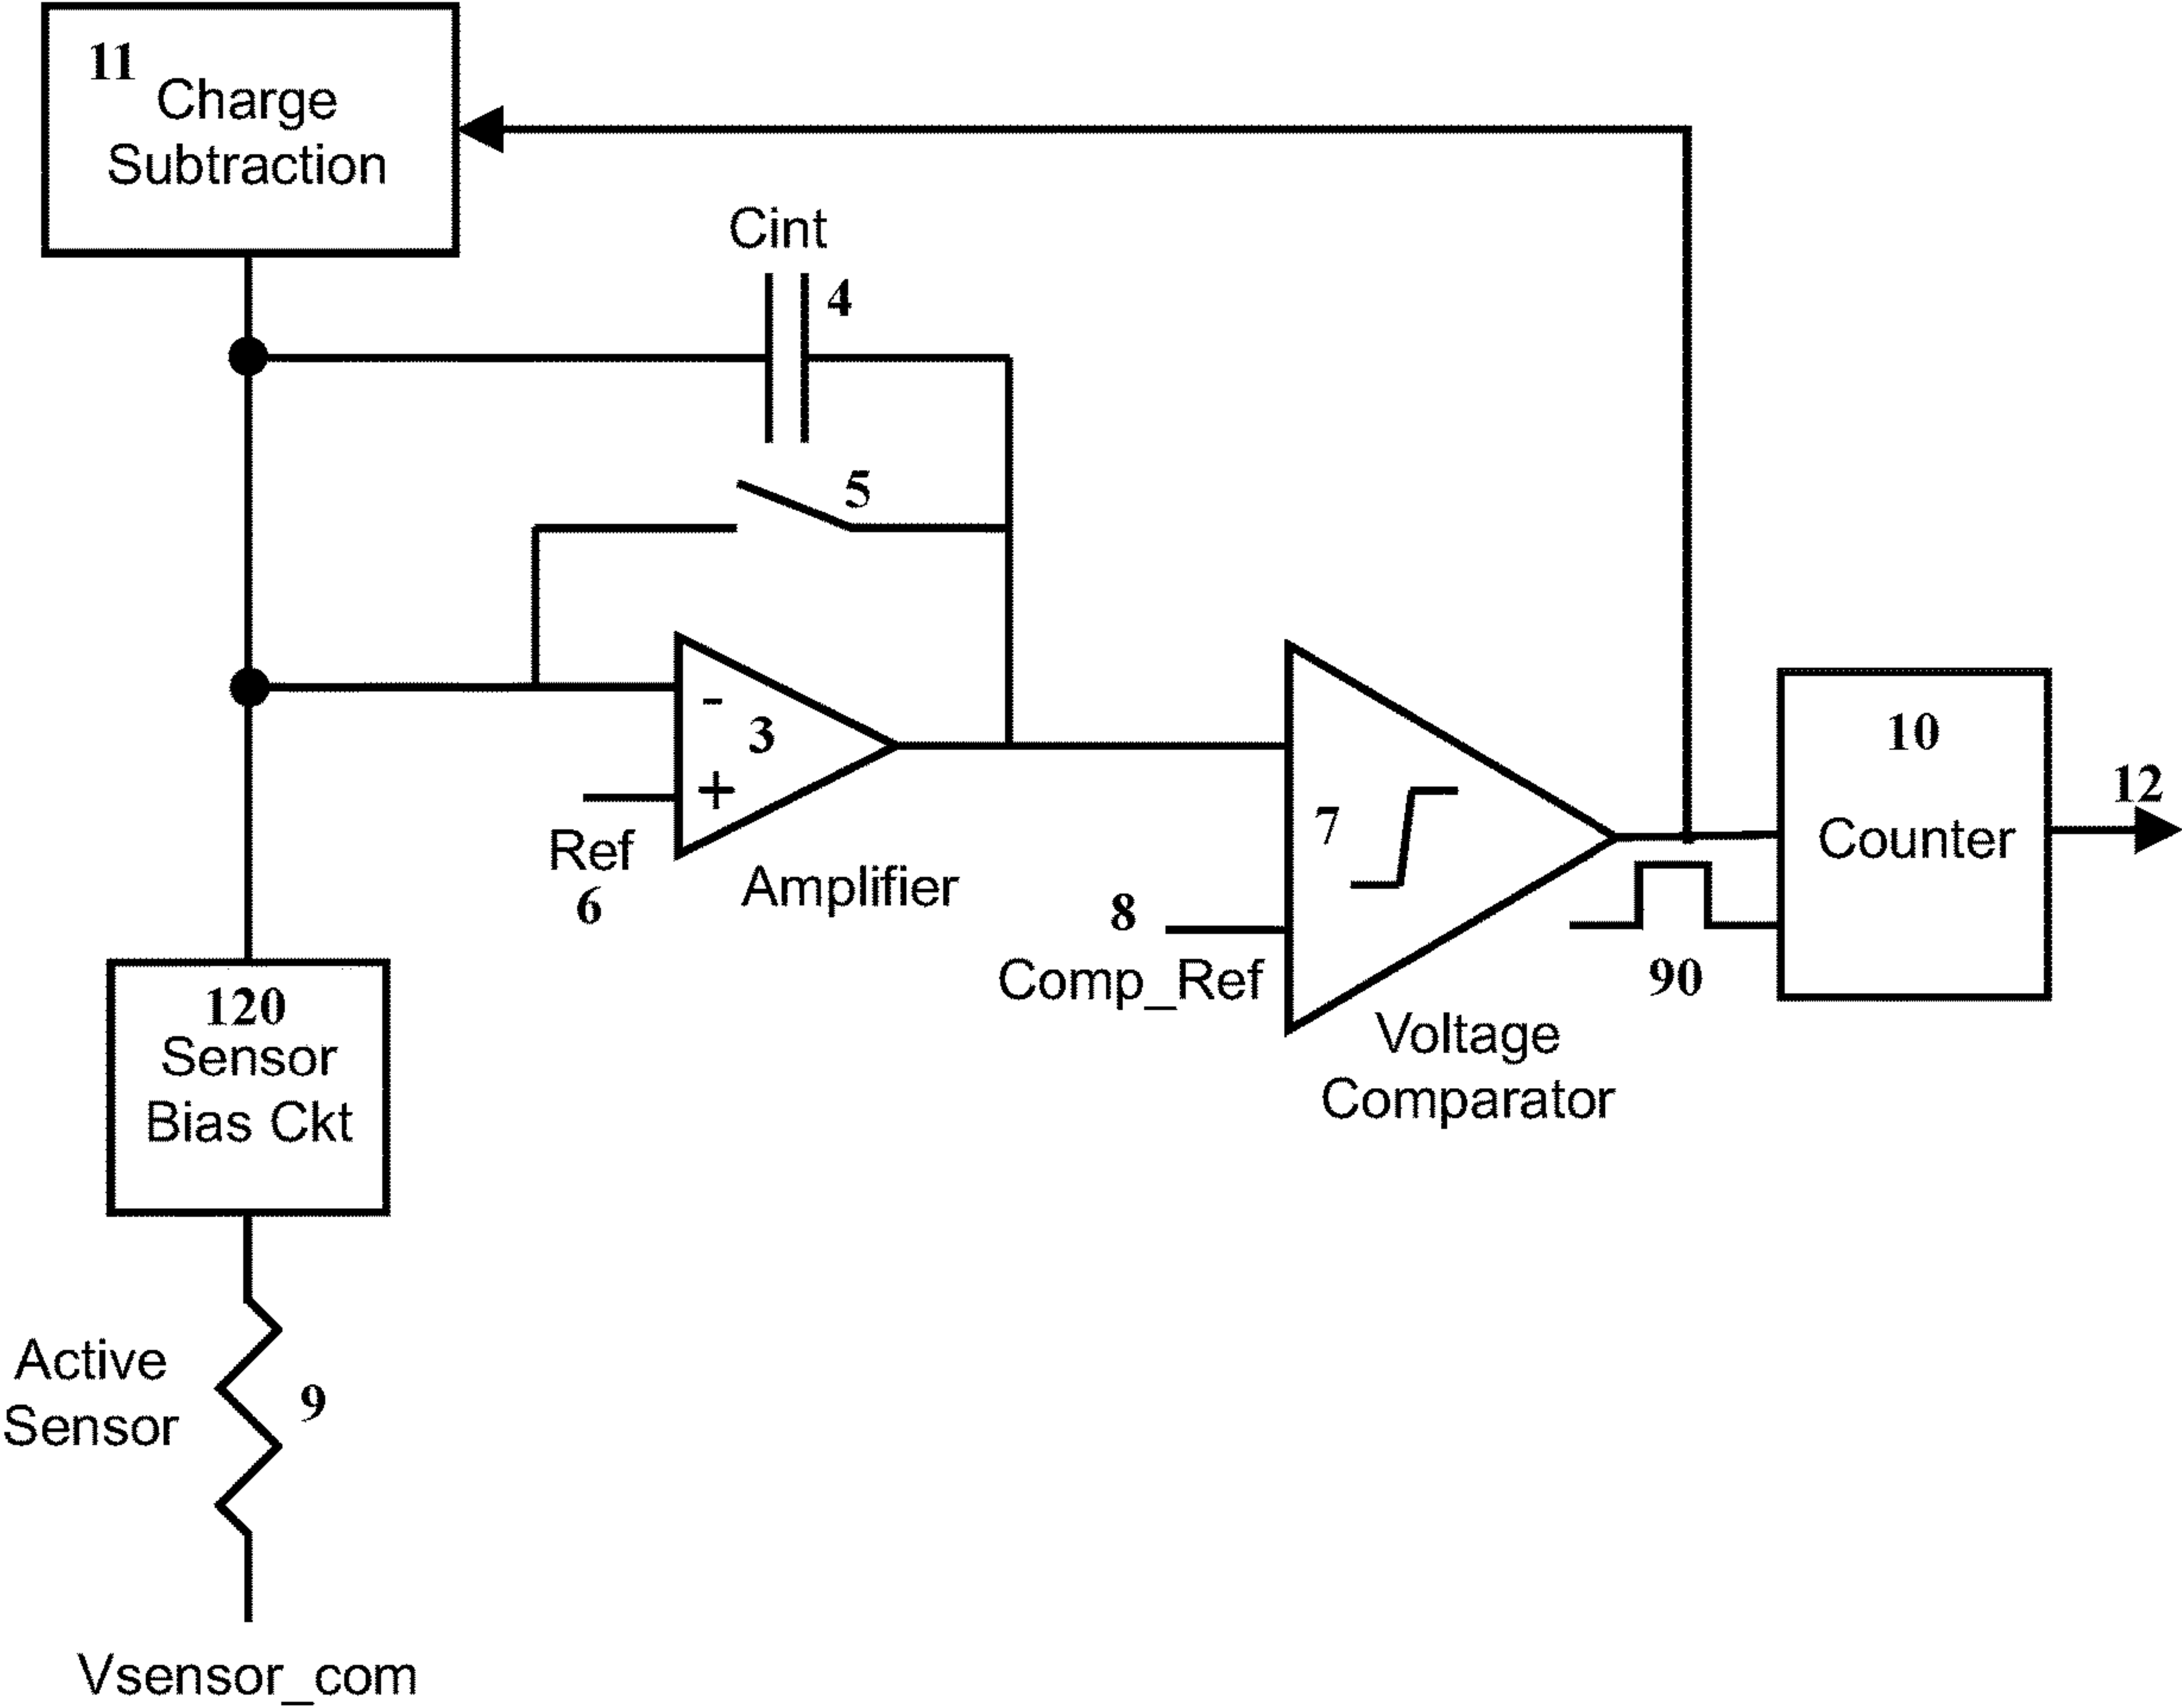 11
Charge
Subtraction
Cint
4
5
-
3
+
Ref
6
Amplifier
7
8
Comp_Ref
Voltage
Comparator
90
10
Counter
12
120
Sensor
Bias Ckt
Active
Sensor
9
Vsensor_com